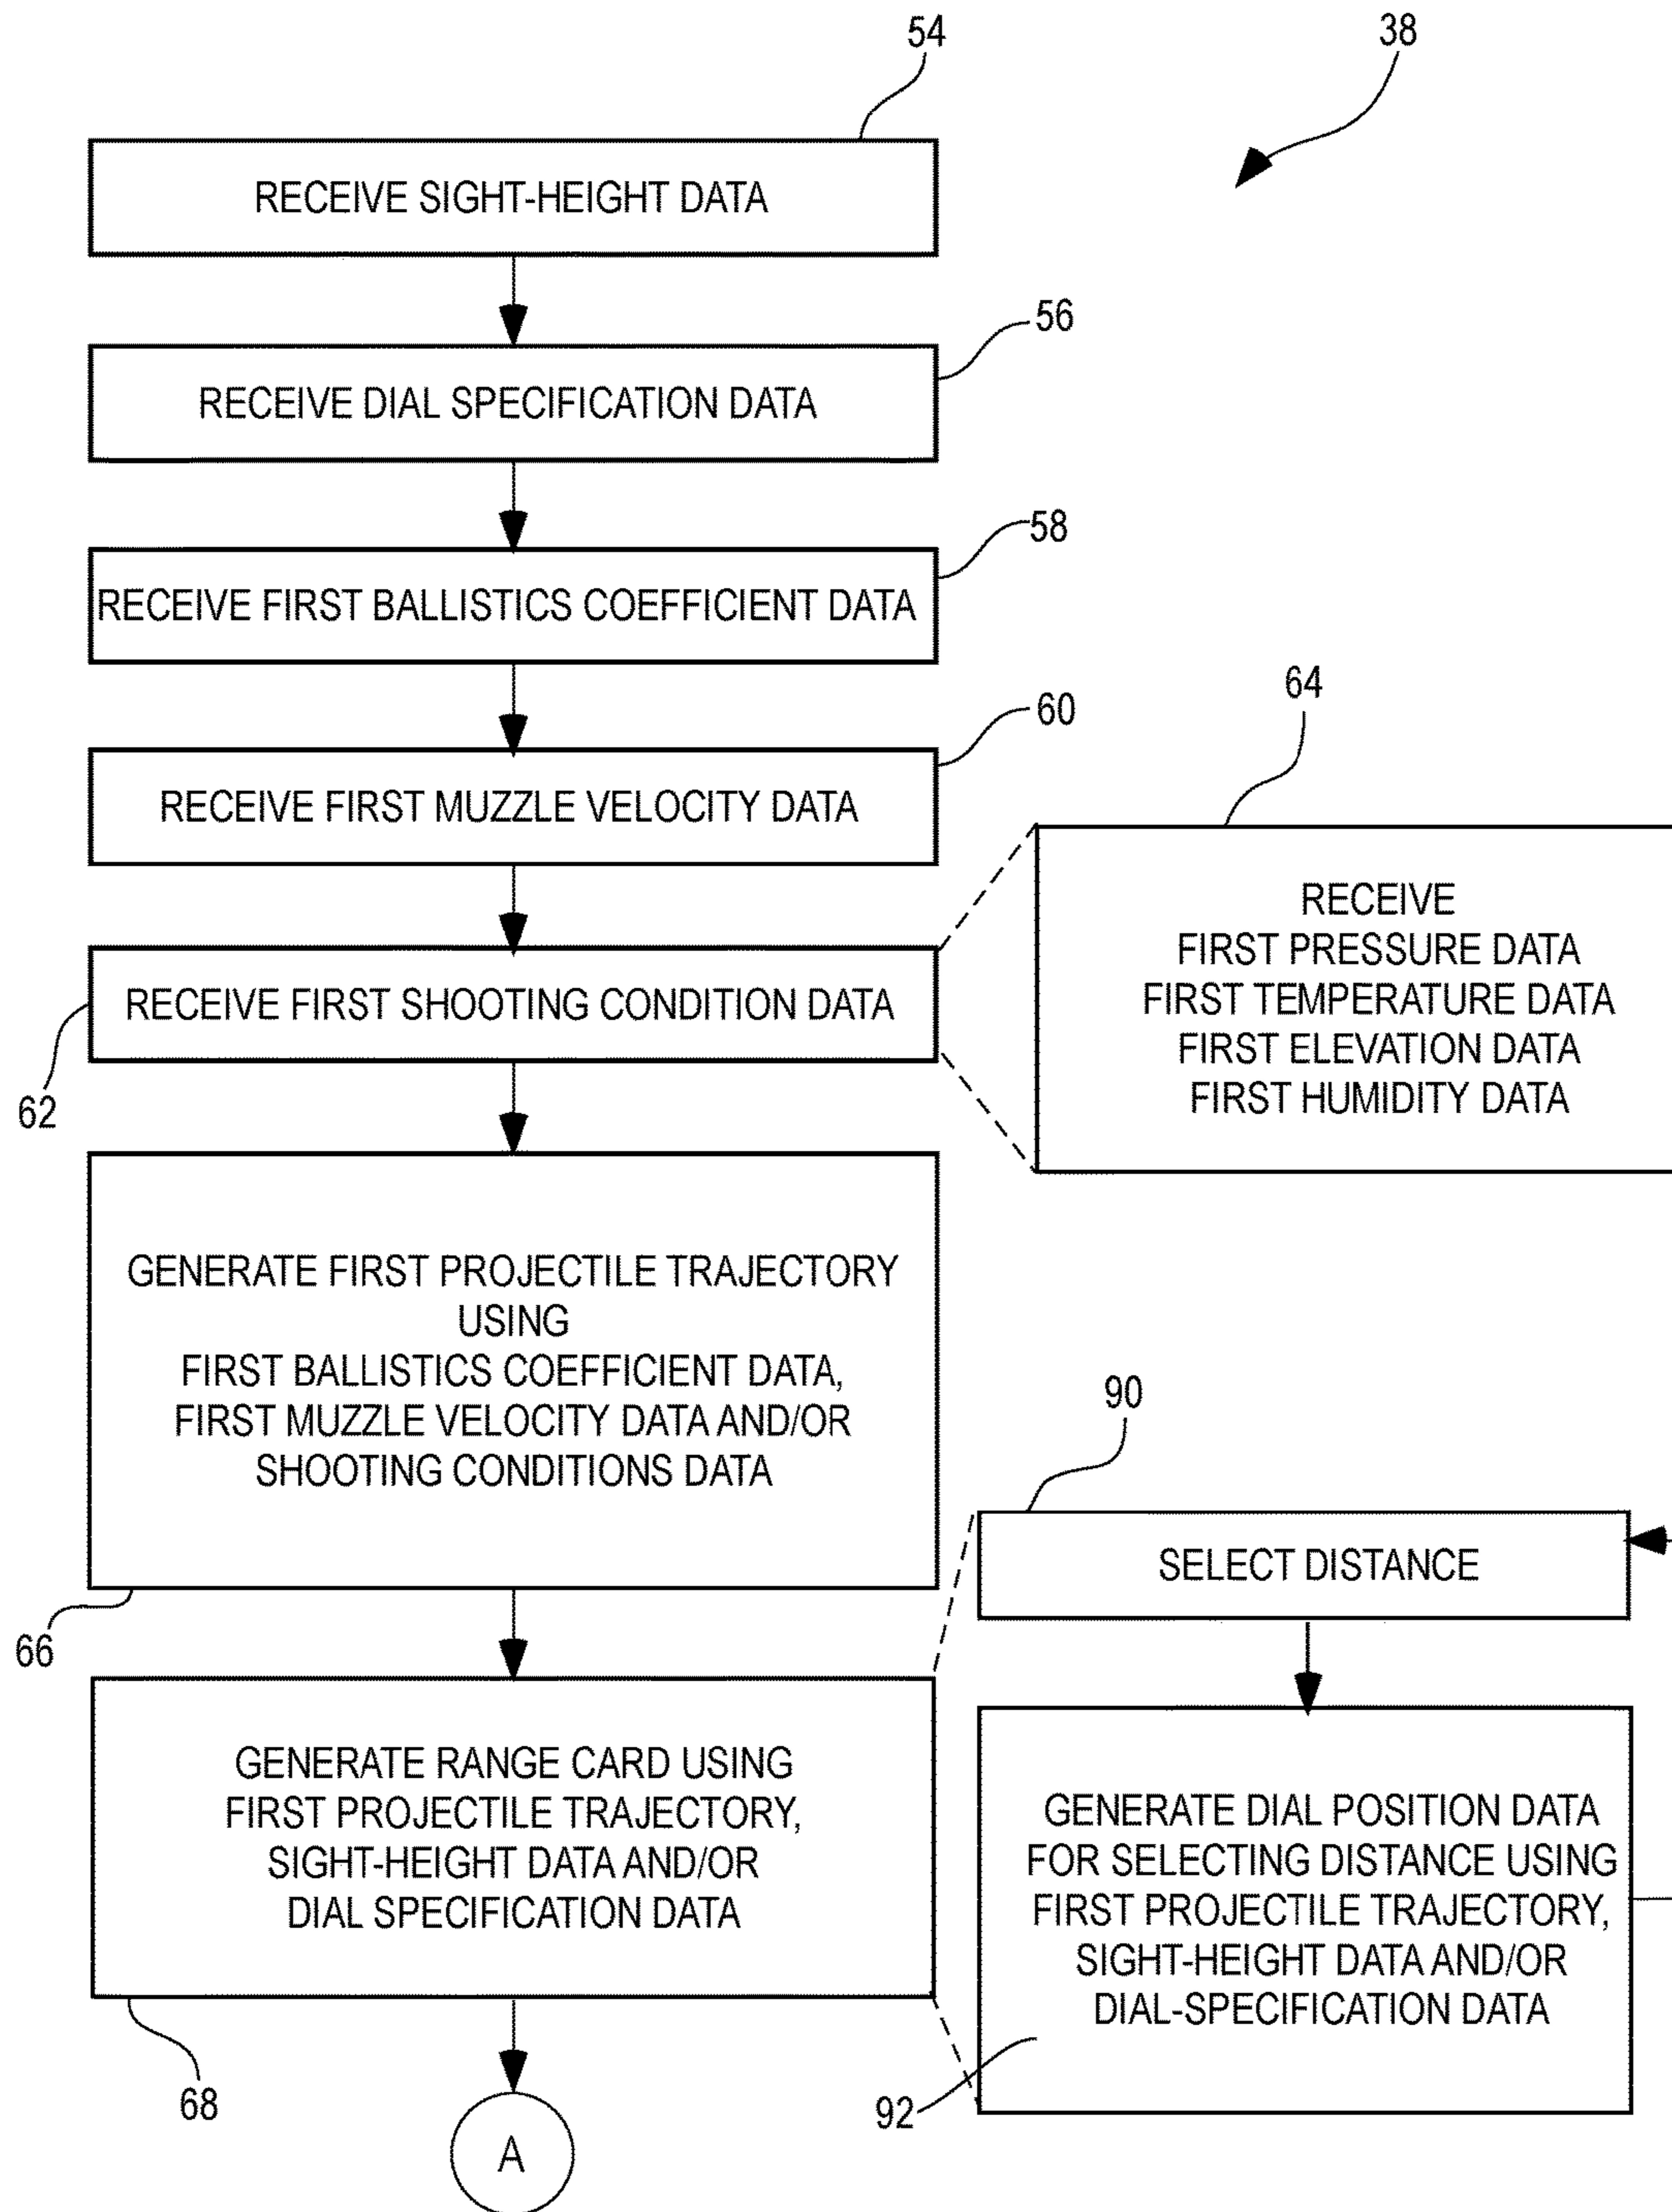 54
38
RECEIVE SIGHT-HEIGHT DATA
56
RECEIVE DIAL SPECIFICATION DATA
58
RECEIVE FIRST BALLISTICS COEFFICIENT DATA
60
RECEIVE FIRST MUZZLE VELOCITY DATA
64
RECEIVE
FIRST PRESSURE DATA
FIRST TEMPERATURE DATA
FIRST ELEVATION DATA
FIRST HUMIDITY DATA
RECEIVE FIRST SHOOTING CONDITION DATA
62
GENERATE FIRST PROJECTILE TRAJECTORY
USING
FIRST BALLISTICS COEFFICIENT DATA,
FIRST MUZZLE VELOCITY DATA AND/OR
SHOOTING CONDITIONS DATA
66
90
SELECT DISTANCE
GENERATE RANGE CARD USING
FIRST PROJECTILE TRAJECTORY,
SIGHT-HEIGHT DATA AND/OR
DIAL SPECIFICATION DATA
68
GENERATE DIAL POSITION DATA
FOR SELECTING DISTANCE USING
FIRST PROJECTILE TRAJECTORY,
SIGHT-HEIGHT DATA AND/OR
DIAL-SPECIFICATION DATA
92
A